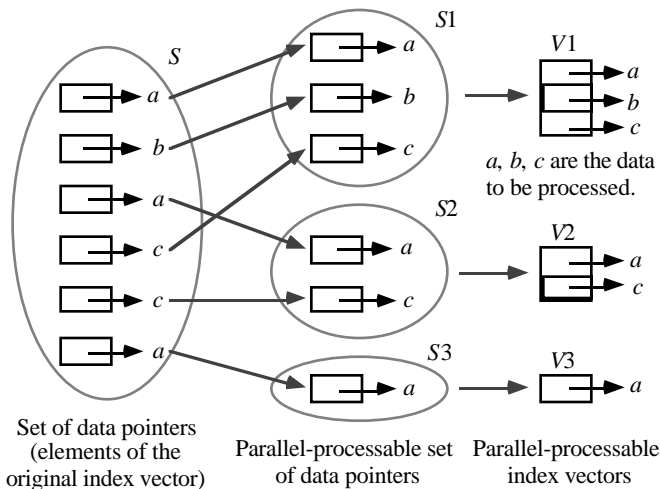 S
a
b
a
c
c
a
Set of data pointers
(elements of the
original index vector)
S1
a
b
c
S2
a
c
S3
a
Parallel-processable set
of data pointers
V1
a
b
c
a, b, c are the data
to be processed.
V2
a
c
V3
a
Parallel-processable
index vectors